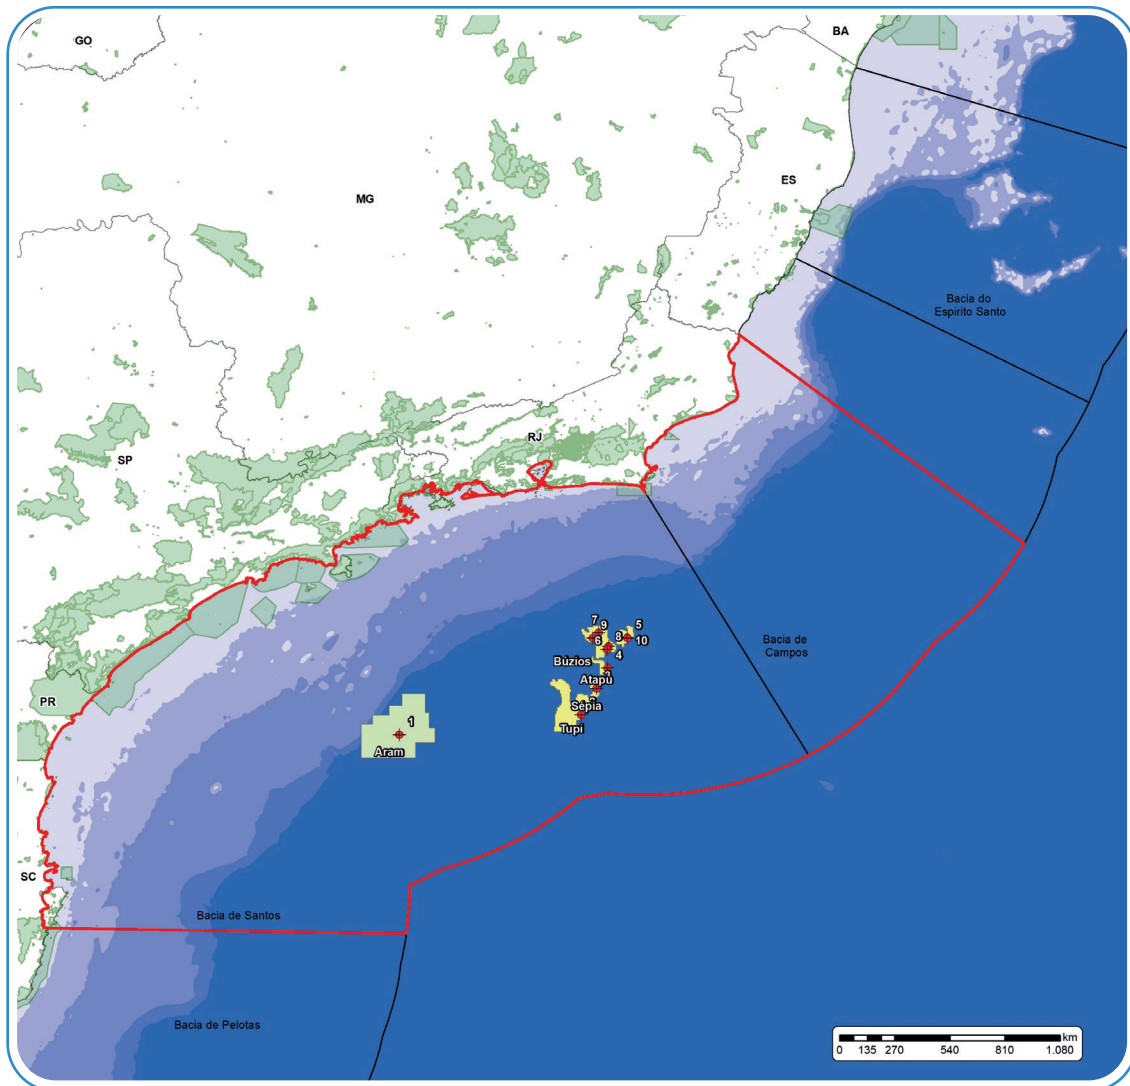 GO
BA
MG
ES
Bacia do
Espirito Santo
RJ
SP
7
9
5
6
8
10
4
Búzios
Bacia de
Campos
3
Atapú
PR
Sépia
1
Tupi
Aram
SC
Bacia de Santos
Bacia de Pelotas
km
0 135 270 540 810 1.080